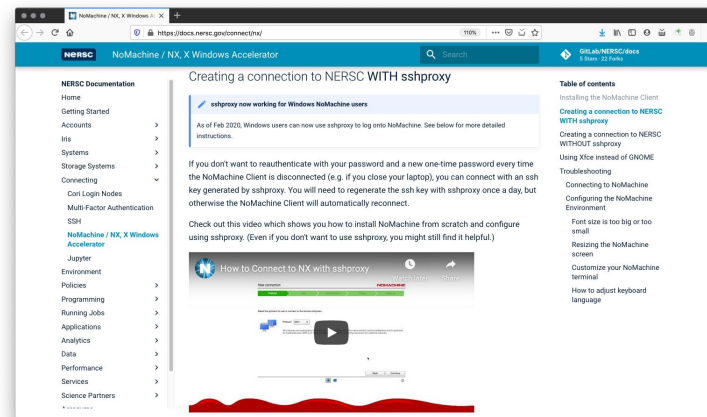 NoMachine / NX, X Windows Ac
https://docs.nersc.gov/connect/nx/
110%
NERSC
NoMachine / NX, X Windows Accelerator
Search
GitLab/NERSC/docs
5 Stars · 22 Forks
NERSC Documentation
Home
Getting Started
Accounts
Iris
Systems
Storage Systems
Connecting
Cori Login Nodes
Multi-Factor Authentication
SSH
NoMachine / NX, X Windows
Accelerator
Jupyter
Environment
Policies
Programming
Running Jobs
Applications
Analytics
Data
Performance
Services
Science Partners
Creating a connection to NERSC WITH sshproxy
sshproxy now working for Windows NoMachine users
As of Feb 2020, Windows users can now use sshproxy to log onto NoMachine. See below for more detailed
instructions.
If you don't want to reauthenticate with your password and a new one-time password every time
the NoMachine Client is disconnected (e.g. if you close your laptop), you can connect with an ssh
key generated by sshproxy. You will need to regenerate the ssh key with sshproxy once a day, but
otherwise the NoMachine Client will automatically reconnect.
Check out this video which shows you how to install NoMachine from scratch and configure
using sshproxy. (Even if you don't want to use sshproxy, you might still find it helpful.)
How to Connect to NX with sshproxy
Watch later
Share
New connection
NOMACHINE
Table of contents
Installing the NoMachine Client
Creating a connection to NERSC
WITH sshproxy
Creating a connection to NERSC
WITHOUT sshproxy
Using Xfce instead of GNOME
Troubleshooting
Connecting to NoMachine
Configuring the NoMachine
Environment
Font size is too big or too
small
Resizing the NoMachine
screen
Customize your NoMachine
terminal
How to adjust keyboard
language